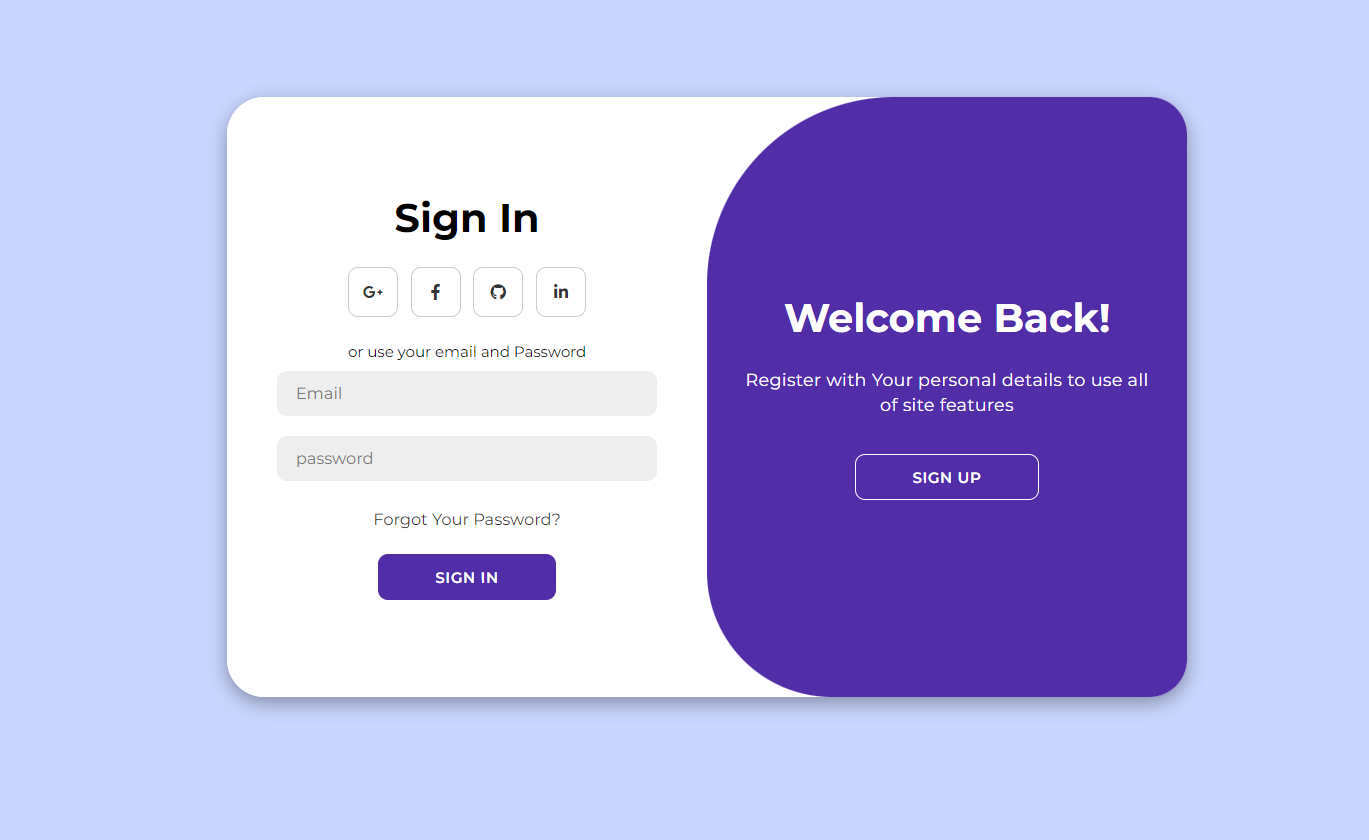 Sign In
G+ f in
or use your email and Password
Email
password
Forgot Your Password?
SIGN IN
Welcome Back!
Register with Your personal details to use all
of site features
SIGN UP